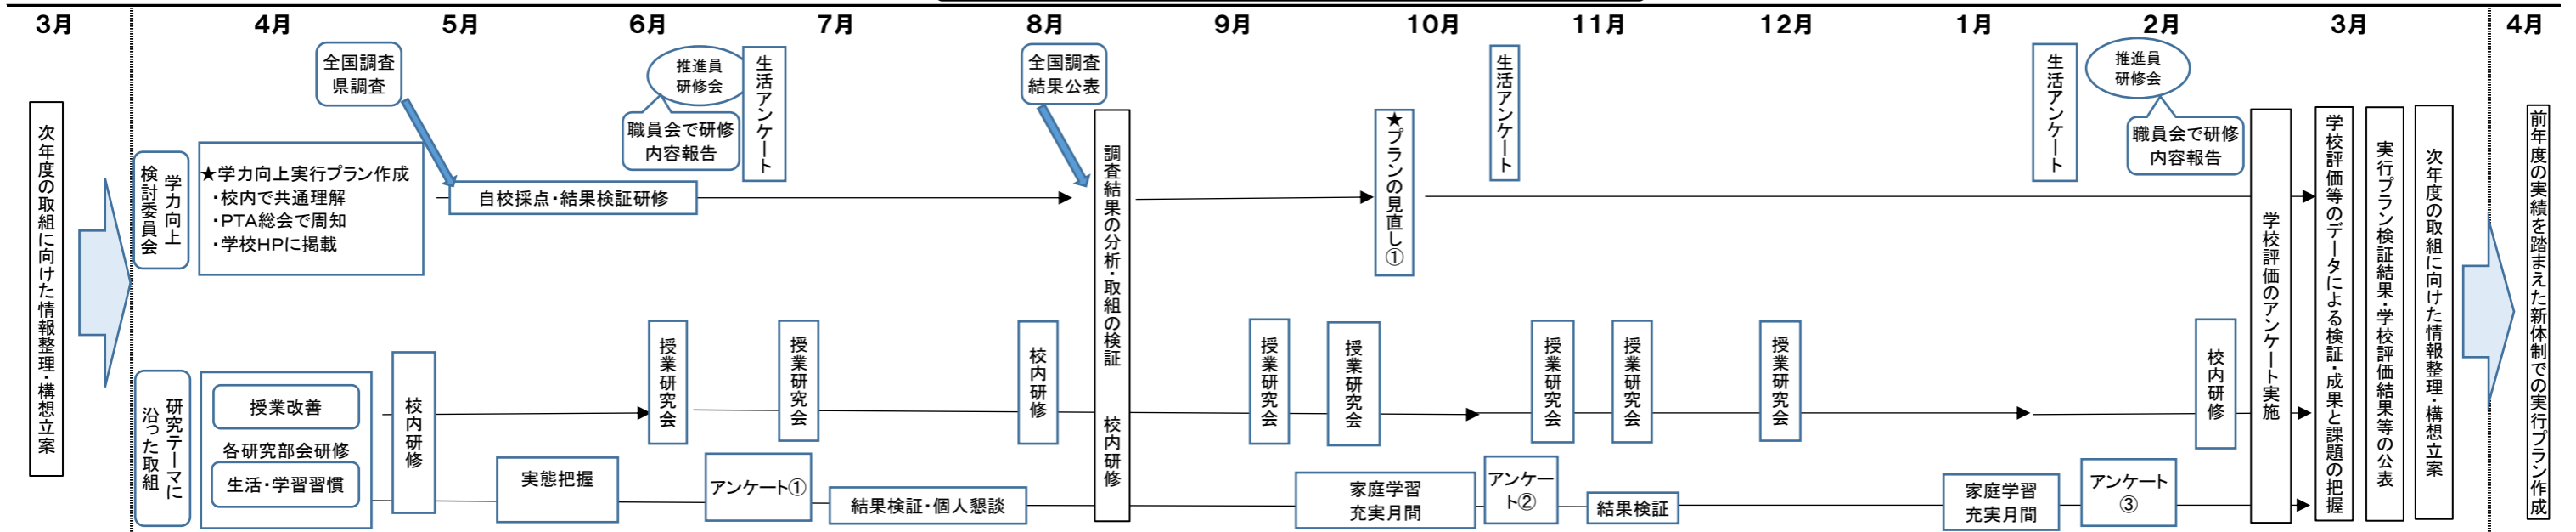 3月
4月
5月
6月
7月
8月
9月
10月
11月
12月
1月
2月
3月
4月
次年度の取組に向けた情報整理・構想立案
学力向上
検討委員会
★学力向上実行プラン作成
・校内で共通理解
・PTA総会で周知
・学校HPに掲載
全国調査
県調査
自校採点・結果検証研修
推進員
研修会
職員会で研修
内容報告
生活アンケート
全国調査
結果公表
調査結果の分析・取組の検証　校内研修
★プランの見直し①
生活アンケート
生活アンケート
推進員
研修会
職員会で研修
内容報告
研究テーマに
沿った取組
授業改善
各研究部会研修
生活・学習習慣
校内研修
授業研究会
授業研究会
校内研修
授業研究会
授業研究会
授業研究会
授業研究会
授業研究会
校内研修
実態把握
アンケート①
結果検証・個人懇談
家庭学習
充実月間
アンケー
ト②
結果検証
家庭学習
充実月間
アンケート
③
学校評価のアンケート実施
学校評価等のデータによる検証・成果と課題の把握
実行プラン検証結果・学校評価結果等の公表
次年度の取組に向けた情報整理・構想立案
前年度の実績を踏まえた新体制での実行プラン作成